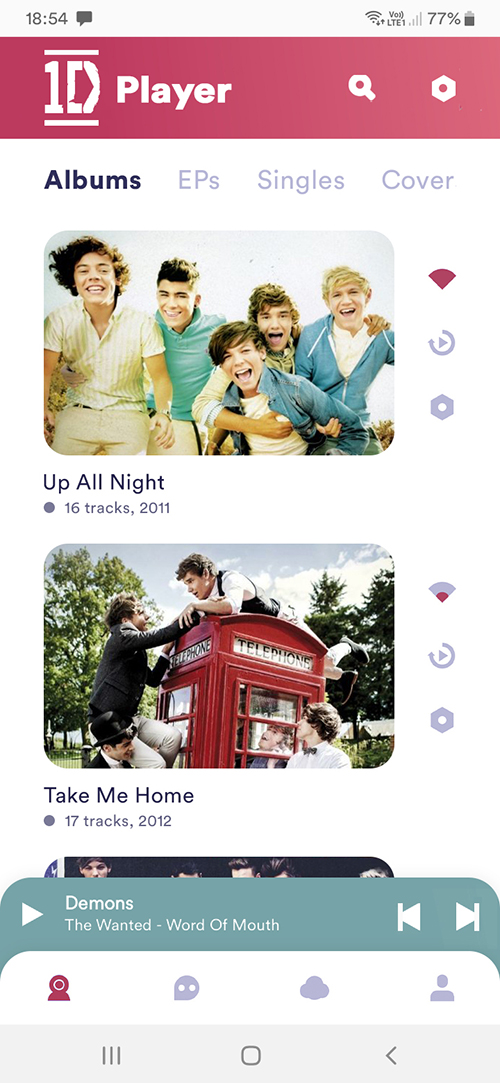 18:54
Vo)) LTE1 77%
1D Player
Albums EPs Singles Cover
Up All Night
16 tracks, 2011
TELEPHONE TELEPHONE
Take Me Home
17 tracks, 2012
Demons
The Wanted - Word Of Mouth